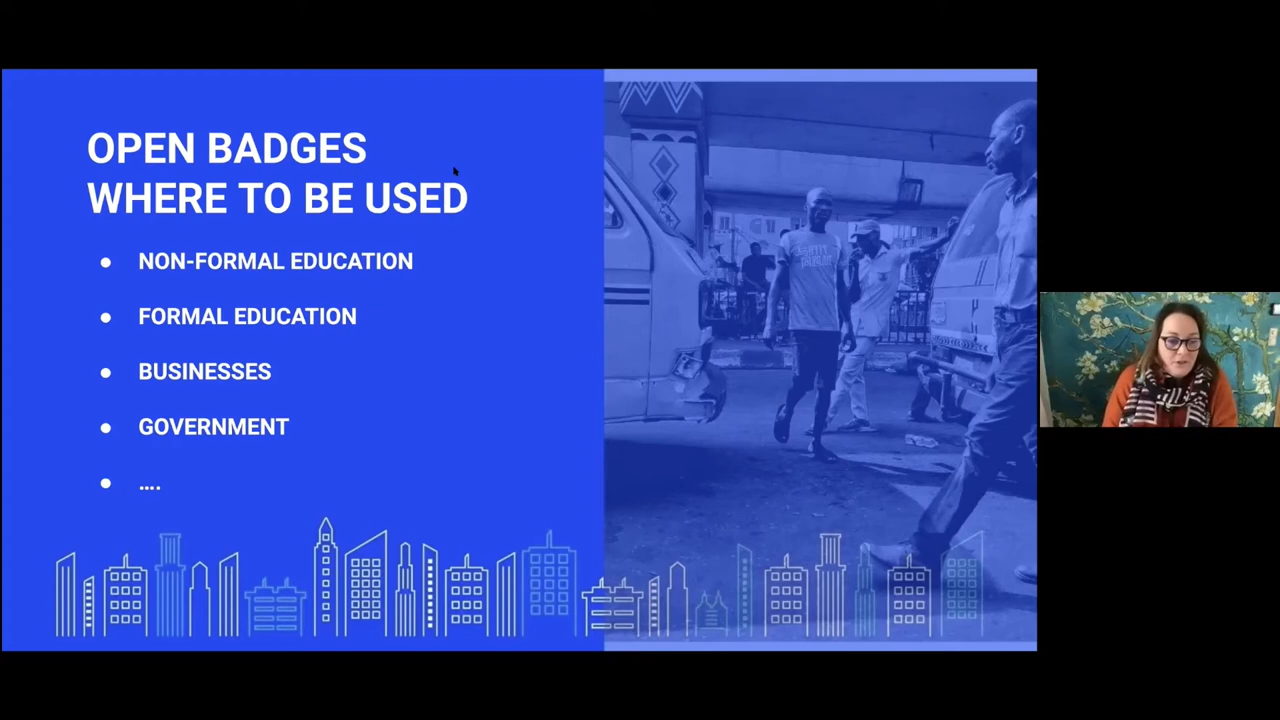 OPEN BADGES
WHERE TO BE USED
● NON-FORMAL EDUCATION
● FORMAL EDUCATION
● BUSINESSES
● GOVERNMENT
● ....